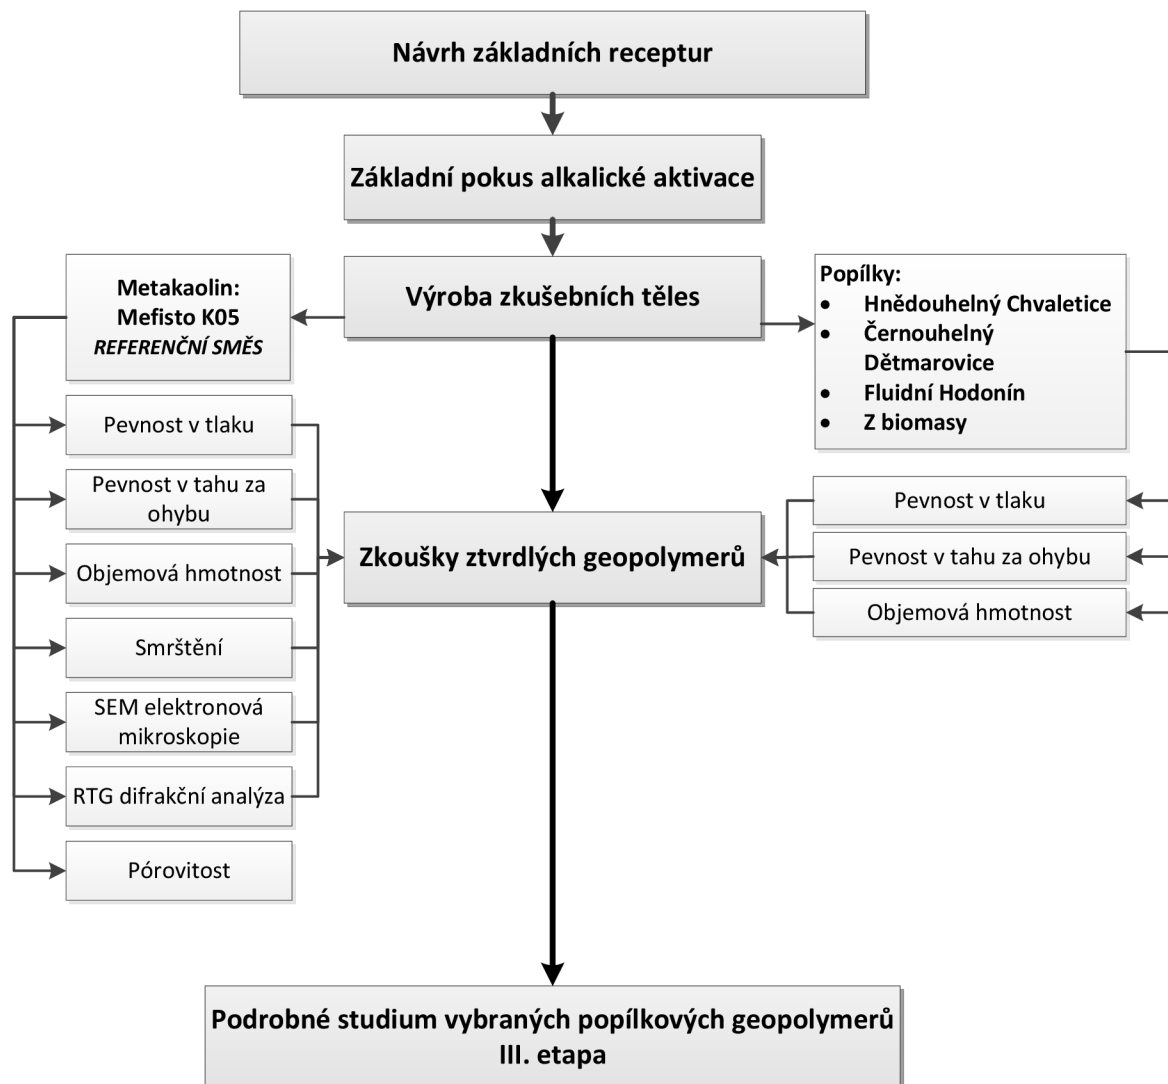 Návrh základních receptur
Základní pokus alkalické aktivace
Výroba zkušebních těles
Metakaolin:
Mefisto K05
REFERENČNÍ SMĚS
Popílky:
● Hnědouhelný Chvaletice
● Černouhelný
Dětmarovice
● Fluidní Hodonín
● Z biomasy
Pevnost v tlaku
Pevnost v tahu za
ohybu
Objemová hmotnost
Smrštění
SEM elektronová
mikroskopie
RTG difrakční analýza
Pórovitost
Zkoušky ztvrdlých geopolymerů
Pevnost v tlaku
Pevnost v tahu za ohybu
Objemová hmotnost
Podrobné studium vybraných popílkových geopolymerů
III. etapa